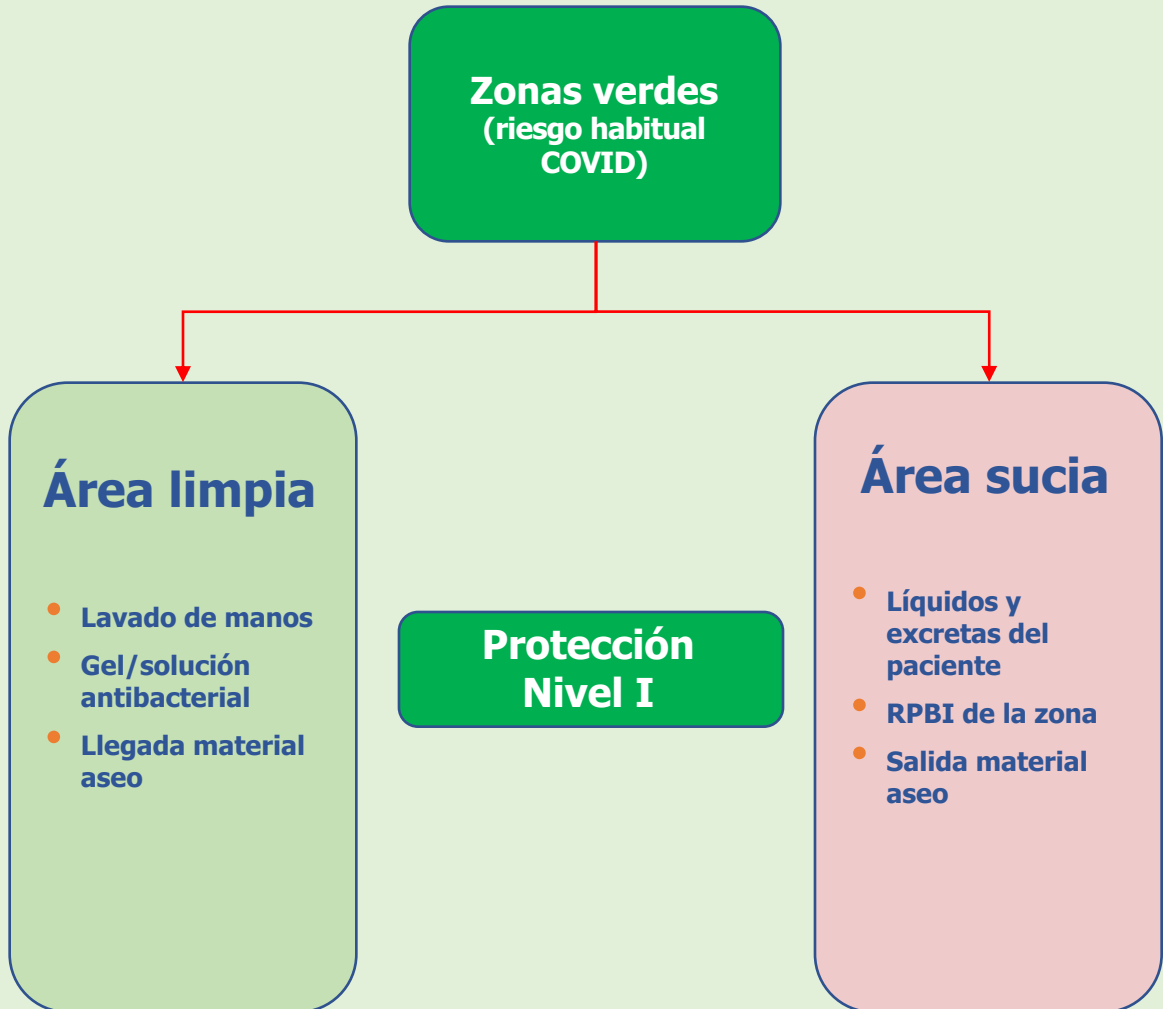 Zonas verdes
(riesgo habitual
COVID)
Área limpia
• Lavado de manos
• Gel/solución
antibacterial
• Llegada material
aseo
Protección
Nivel I
Área sucia
• Líquidos y
excretas del
paciente
• RPBI de la zona
• Salida material
aseo